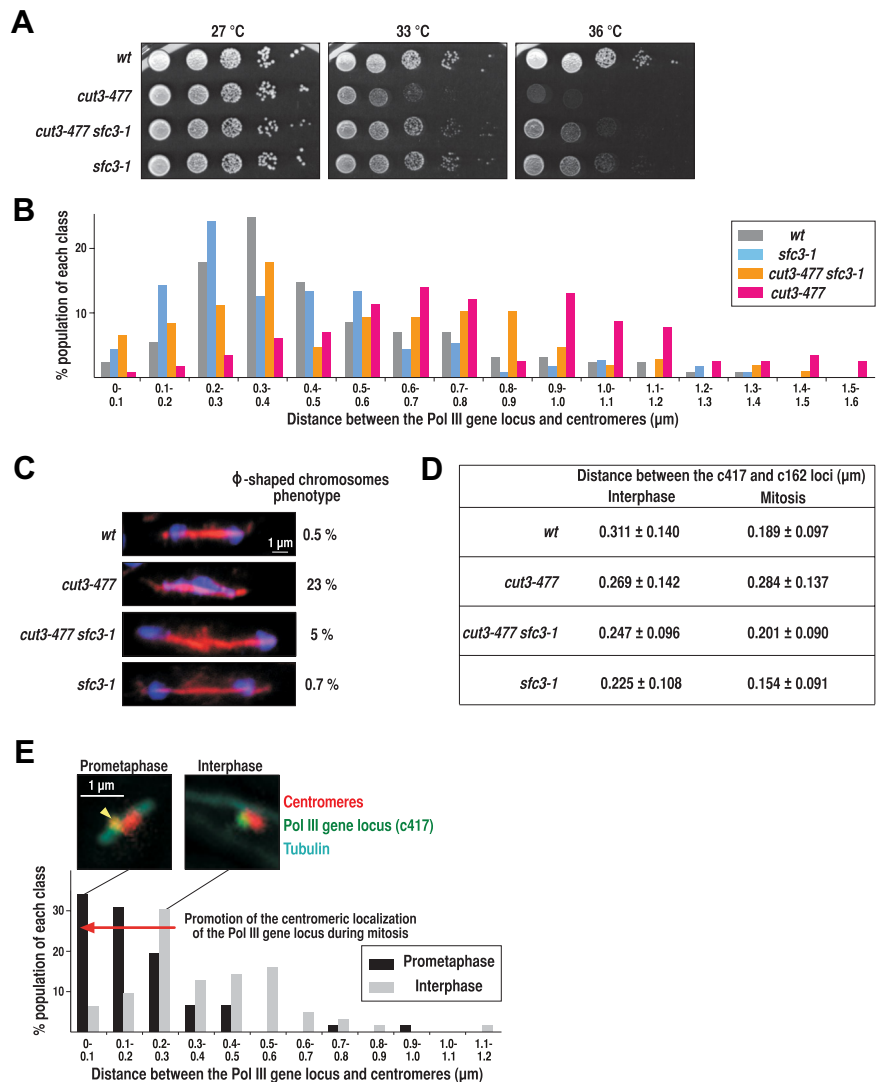 A
27 °C
33 °C
36 °C
wt
cut3-477
cut3-477 sfc3-1
sfc3-1
B
% population of each class
20
10
wt
sfc3-1
cut3-477 sfc3-1
cut3-477
0-
0.1
0.1-
0.2
0.2-
0.3
0.3-
0.4
0.4-
0.5
0.5-
0.6
0.6-
0.7
0.7-
0.8
0.8-
0.9
0.9-
1.0
1.0-
1.1
1.1-
1.2
1.2-
1.3
1.3-
1.4
1.4-
1.5
1.5-
1.6
Distance between the Pol III gene locus and centromeres (μm)
C
ϕ-shaped chromosomes
phenotype
wt
1 μm
0.5 %
cut3-477
23 %
cut3-477 sfc3-1
5 %
sfc3-1
0.7 %
D
Distance between the c417 and c162 loci (μm)
Interphase Mitosis
wt 0.311 ± 0.140 0.189 ± 0.097
cut3-477 0.269 ± 0.142 0.284 ± 0.137
cut3-477 sfc3-1 0.247 ± 0.096 0.201 ± 0.090
sfc3-1 0.225 ± 0.108 0.154 ± 0.091
E
Prometaphase
Interphase
1 μm
Centromeres
Pol III gene locus (c417)
Tubulin
% population of each class
30
20
10
Promotion of the centromeric localization
of the Pol III gene locus during mitosis
Prometaphase
Interphase
0-
0.1
0.1-
0.2
0.2-
0.3
0.3-
0.4
0.4-
0.5
0.5-
0.6
0.6-
0.7
0.7-
0.8
0.8-
0.9
0.9-
1.0
1.0-
1.1
1.1-
1.2
Distance between the Pol III gene locus and centromeres (μm)